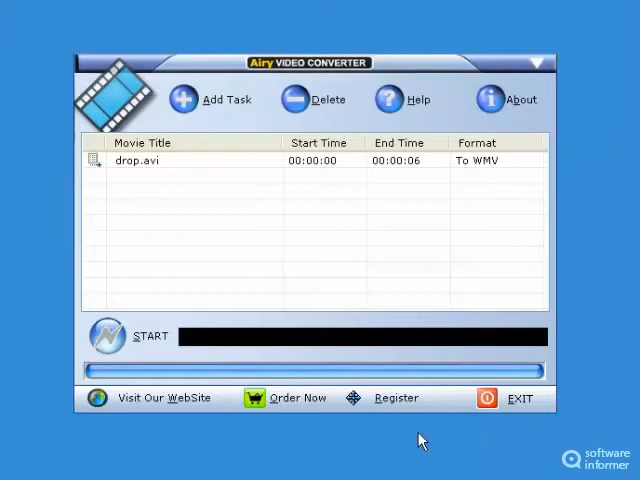 Airy VIDEO CONVERTER
Add Task Delete Help About
Movie Title Start Time End Time Format
drop.avi 00:00:00 00:00:06 To WMV
START
Visit Our WebSite Order Now Register EXIT
software
informer